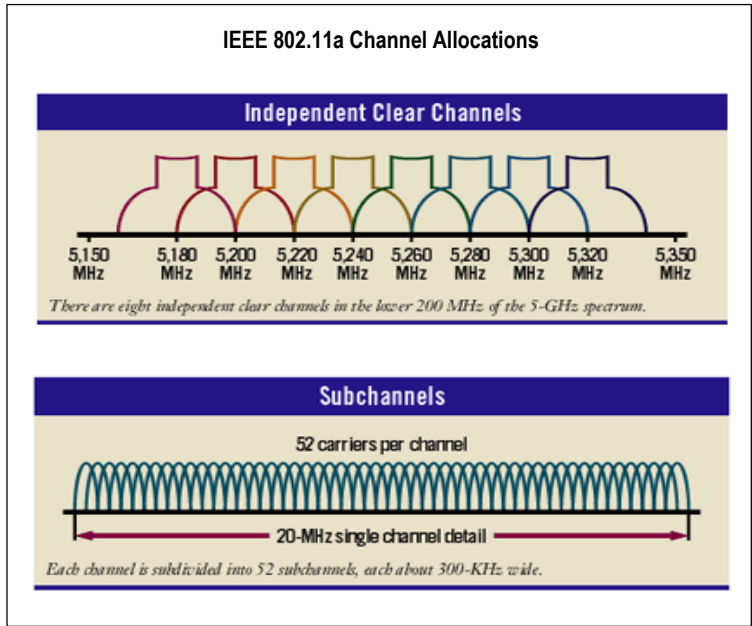 IEEE 802.11a Channel Allocations
Independent Clear Channels
5,150 5,180 5,200 5,220 5,240 5,260 5,280 5,300 5,320 5,350
MHz MHz MHz MHz MHz MHz MHz MHz MHz MHz
There are eight independent clear channels in the lower 200 MHz of the 5-GHz spectrum.
Subchannels
52 carriers per channel
20-MHz single channel detail
Each channel is subdivided into 52 subchannels, each about 300-KHz wide.